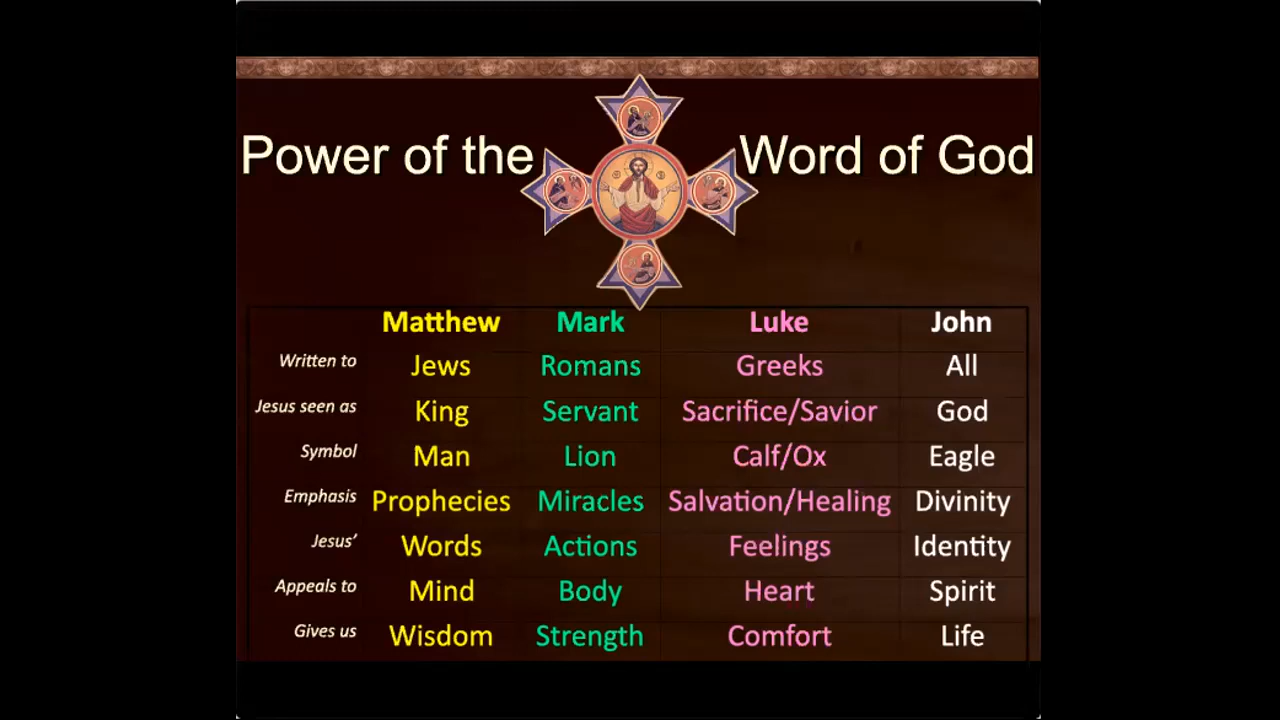 Power of the Word of God
Matthew Mark Luke John
Written to Jews Romans Greeks All
Jesus seen as King Servant Sacrifice/Savior God
Symbol Man Lion Calf/Ox Eagle
Emphasis Prophecies Miracles Salvation/Healing Divinity
Jesus’ Words Actions Feelings Identity
Appeals to Mind Body Heart Spirit
Gives us Wisdom Strength Comfort Life